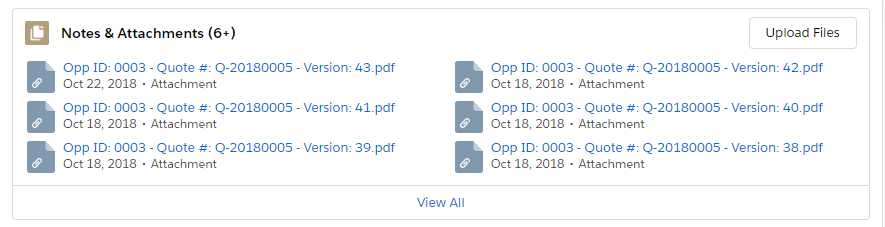 Notes & Attachments (6+)
Upload Files
Opp ID: 0003 - Quote #: Q-20180005 - Version: 43.pdf
Oct 22, 2018 • Attachment
Opp ID: 0003 - Quote #: Q-20180005 - Version: 42.pdf
Oct 18, 2018 • Attachment
Opp ID: 0003 - Quote #: Q-20180005 - Version: 41.pdf
Oct 18, 2018 • Attachment
Opp ID: 0003 - Quote #: Q-20180005 - Version: 40.pdf
Oct 18, 2018 • Attachment
Opp ID: 0003 - Quote #: Q-20180005 - Version: 39.pdf
Oct 18, 2018 • Attachment
Opp ID: 0003 - Quote #: Q-20180005 - Version: 38.pdf
Oct 18, 2018 • Attachment
View All